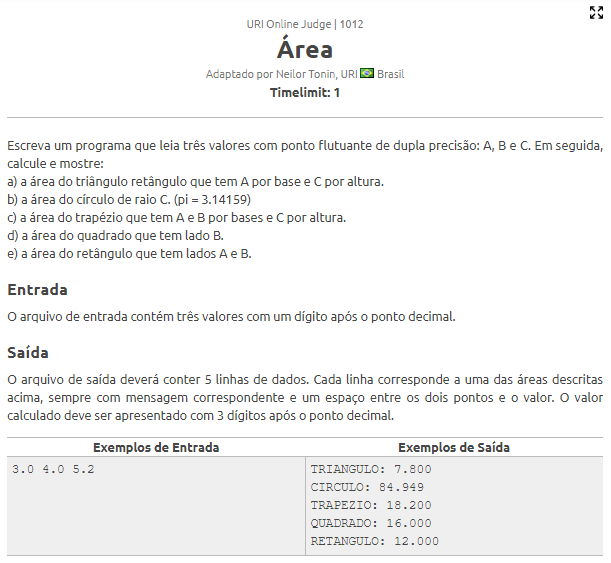 URI Online Judge | 1012
Área
Adaptado por Neilor Tonin, URI Brasil
Timelimit: 1
Escreva um programa que leia três valores com ponto flutuante de dupla precisão: A, B e C. Em seguida,
calcule e mostre:
a) a área do triângulo retângulo que tem A por base e C por altura.
b) a área do círculo de raio C. (pi = 3.14159)
c) a área do trapézio que tem A e B por bases e C por altura.
d) a área do quadrado que tem lado B.
e) a área do retângulo que tem lados A e B.
Entrada
O arquivo de entrada contém três valores com um dígito após o ponto decimal.
Saída
O arquivo de saída deverá conter 5 linhas de dados. Cada linha corresponde a uma das áreas descritas
acima, sempre com mensagem correspondente e um espaço entre os dois pontos e o valor. O valor
calculado deve ser apresentado com 3 dígitos após o ponto decimal.
Exemplos de Entrada Exemplos de Saída
3.0 4.0 5.2 TRIANGULO: 7.800
CIRCULO: 84.949
TRAPEZIO: 18.200
QUADRADO: 16.000
RETANGULO: 12.000